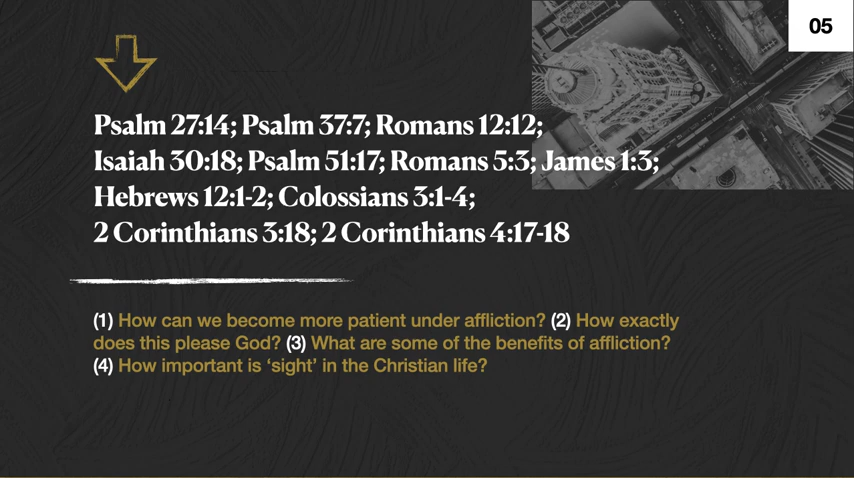 05
Psalm 27:14; Psalm 37:7; Romans 12:12;
Isaiah 30:18; Psalm 51:17; Romans 5:3; James 1:3;
Hebrews 12:1-2; Colossians 3:1-4;
2 Corinthians 3:18; 2 Corinthians 4:17-18
(1) How can we become more patient under affliction? (2) How exactly
does this please God? (3) What are some of the benefits of affliction?
(4) How important is ‘sight’ in the Christian life?